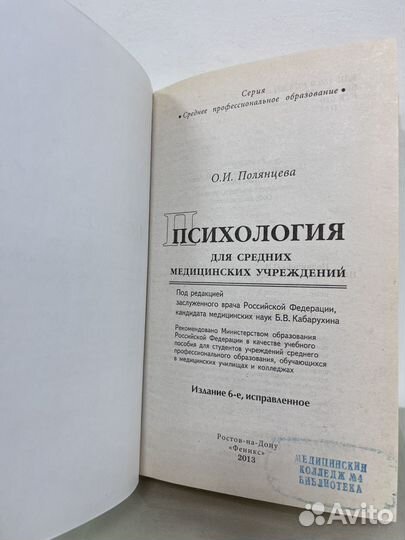 Серия
• Среднее профессиональное образование •
О.И. Полянцева
ПСИХОЛОГИЯ
ДЛЯ СРЕДНИХ
МЕДИЦИНСКИХ УЧРЕЖДЕНИЙ
Под редакцией
заслуженного врача Российской Федерации,
кандидата медицинских наук Б.В. Кабарухина
Рекомендовано Министерством образования
Российской Федерации в качестве учебного
пособия для студентов учреждений среднего
профессионального образования, обучающихся
в медицинских училищах и колледжах
Издание 6-е, исправленное
Ростов-на-Дону
«Феникс»
2013
МЕДИЦИНСКИЙ
КОЛЛЕДЖ №4
БИБЛИОТЕКА
Avito